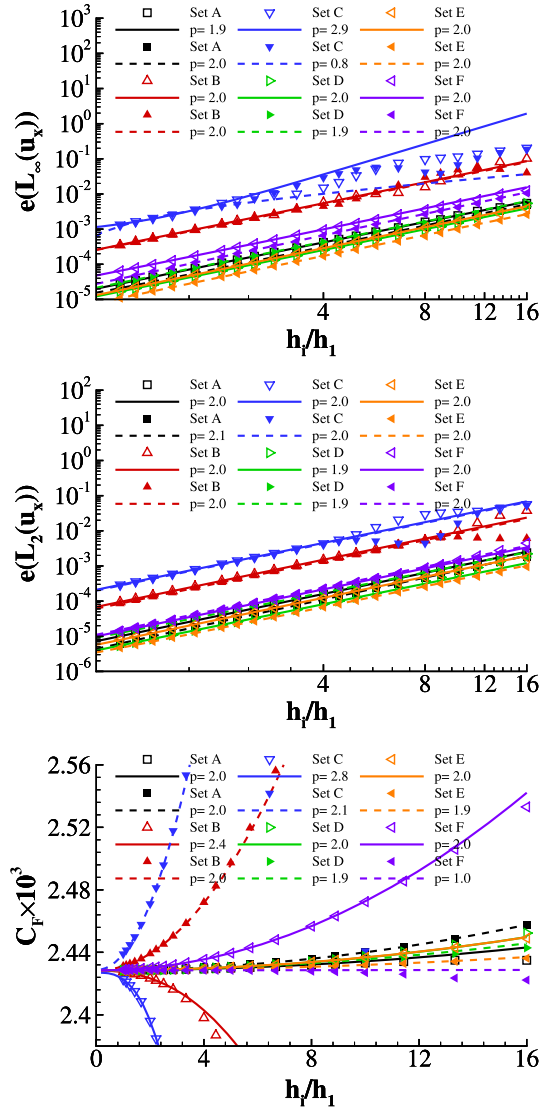 10³
10²
10¹
10⁰
10⁻¹
10⁻²
10⁻³
10⁻⁴
10⁻⁵
e(L∞(uₓ))
Set A Set C Set E
p= 1.9 p= 2.9 p= 2.0
Set A Set C Set E
p= 2.0 p= 0.8 p= 2.0
Set B Set D Set F
p= 2.0 p= 2.0 p= 2.0
Set B Set D Set F
p= 2.0 p= 1.9 p= 2.0
4 8 12 16
hᵢ/h₁
10²
10¹
10⁰
10⁻¹
10⁻²
10⁻³
10⁻⁴
10⁻⁵
10⁻⁶
e(L₂(uₓ))
Set A Set C Set E
p= 2.0 p= 2.0 p= 2.0
Set A Set C Set E
p= 2.1 p= 2.0 p= 2.0
Set B Set D Set F
p= 2.0 p= 1.9 p= 2.0
Set B Set D Set F
p= 2.0 p= 1.9 p= 2.0
4 8 12 16
hᵢ/h₁
2.56
2.52
2.48
2.44
2.4
C_F×10³
Set A Set C Set E
p= 2.0 p= 2.8 p= 2.0
Set A Set C Set E
p= 2.0 p= 2.1 p= 1.9
Set B Set D Set F
p= 2.4 p= 2.0 p= 2.0
Set B Set D Set F
p= 2.0 p= 1.9 p= 1.0
0 4 8 12 16
hᵢ/h₁